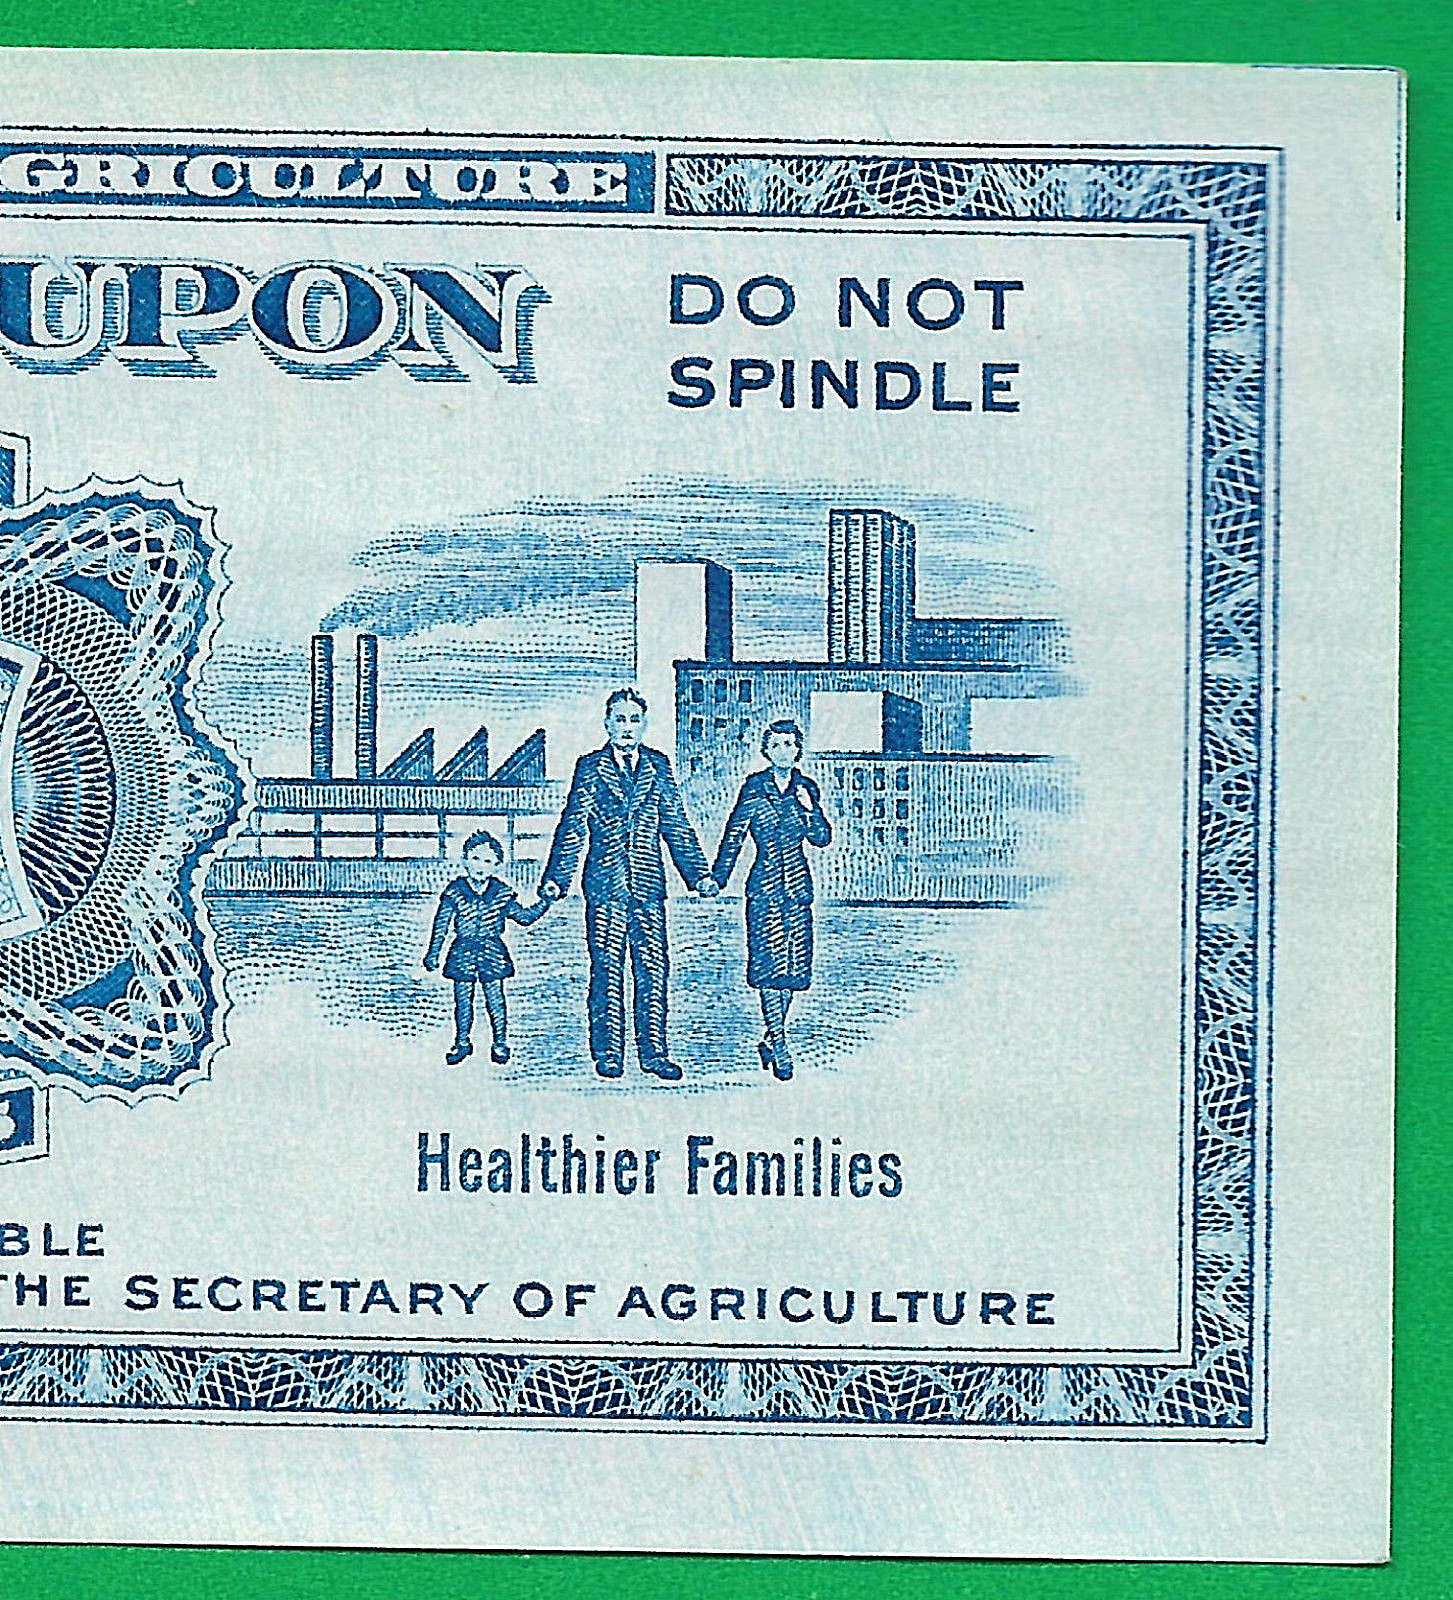 GRICULTURE
UPON
DO NOT
SPINDLE
Healthier Families
BLE
THE SECRETARY OF AGRICULTURE